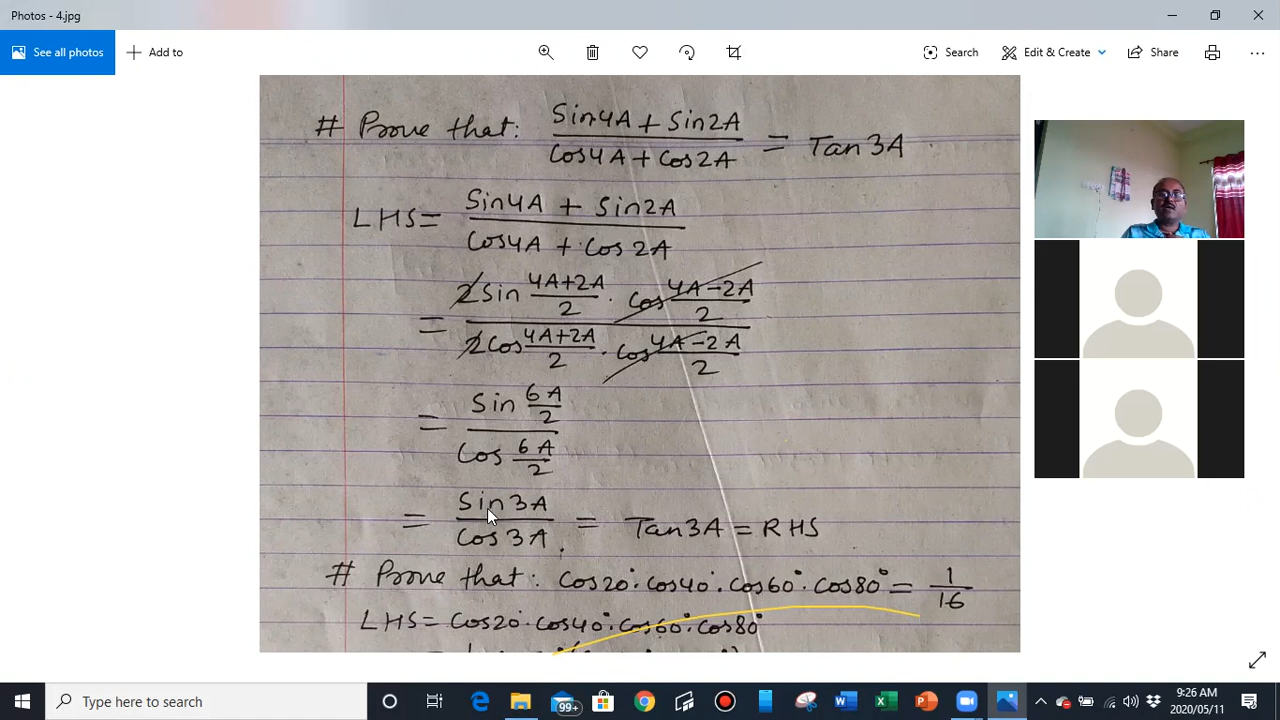 Photos - 4.jpg
See all photos
Add to
Search
Edit & Create
Share
# Prove that: Sin4A + Sin2A / Cos4A + Cos2A = Tan3A
LHS = Sin4A + Sin2A / Cos4A + Cos2A
= 2Sin 4A+2A/2 . Cos 4A-2A/2 / 2Cos 4A+2A/2 . Cos 4A-2A/2
= Sin 6A/2 / Cos 6A/2
= Sin3A / Cos3A = Tan3A = RHS
# Prove that: Cos20°.Cos40°.Cos60°.Cos80° = 1/16
LHS = Cos20.Cos40°.Cos60°.Cos80°
Type here to search
99+
9:26 AM
2020/05/11